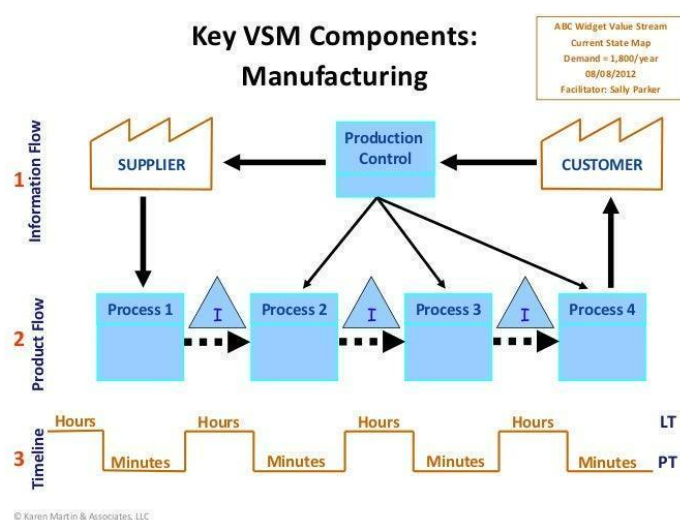 Key VSM Components:
Manufacturing
ABC Widget Value Stream
Current State Map
Demand = 1,800/year
08/08/2012
Facilitator: Sally Parker
1
Information Flow
SUPPLIER
Production
Control
CUSTOMER
2
Product Flow
Process 1
I
Process 2
I
Process 3
I
Process 4
3
Timeline
Hours
Hours
Hours
Hours
LT
Minutes
Minutes
Minutes
Minutes
PT
© Karen Martin & Associates, LLC